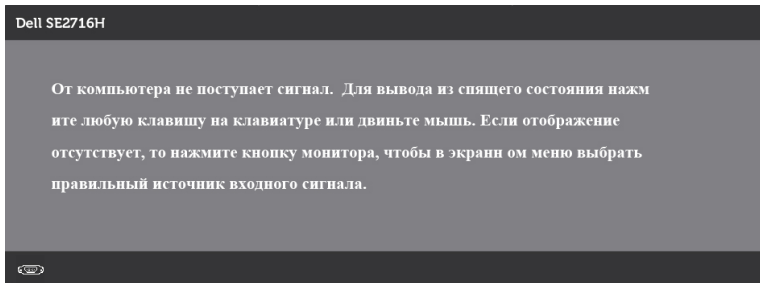 Dell SE2716H
От компьютера не поступает сигнал. Для вывода из спящего состояния нажм
ите любую клавишу на клавиатуре или двиньте мышь. Если отображение
отсутствует, то нажмите кнопку монитора, чтобы в экранн ом меню выбрать
правильный источник входного сигнала.